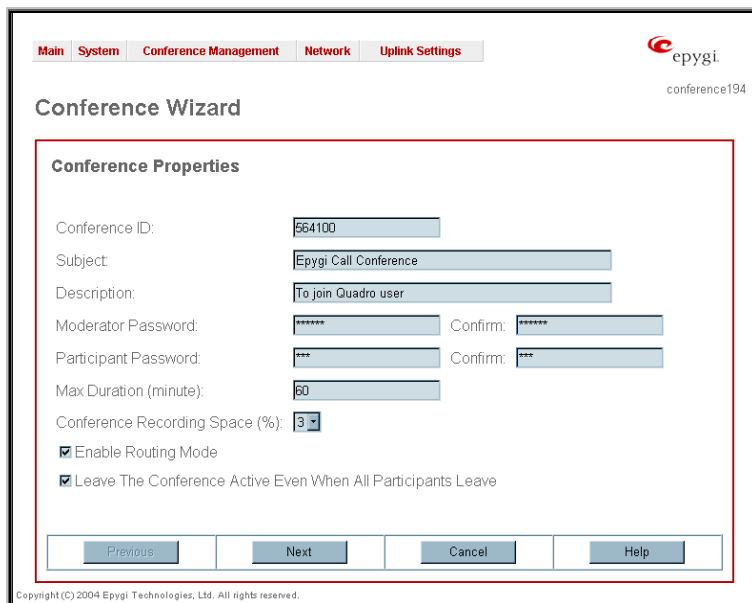 Main System Conference Management Network Uplink Settings
epygi
conference194
Conference Wizard
Conference Properties
Conference ID: 564100
Subject: Epygi Call Conference
Description: To join Quadro user
Moderator Password: ****** Confirm: ******
Participant Password: *** Confirm: ***
Max Duration (minute): 60
Conference Recording Space (%): 3
Enable Routing Mode
Leave The Conference Active Even When All Participants Leave
Previous Next Cancel Help
Copyright (C) 2004 Epygi Technologies, Ltd. All rights reserved.